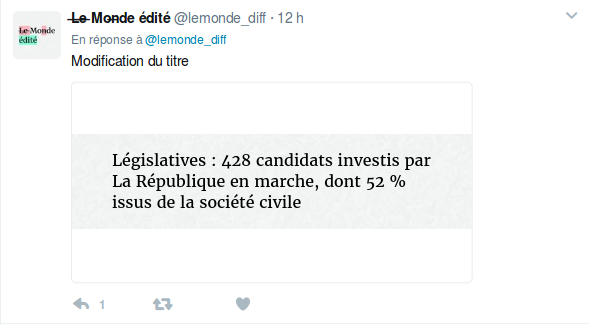 Le Monde
édité
Le Monde édité @lemonde_diff · 12 h
En réponse à @lemonde_diff
Modification du titre
Législatives : 428 candidats investis par
La République en marche, dont 52 %
issus de la société civile
1